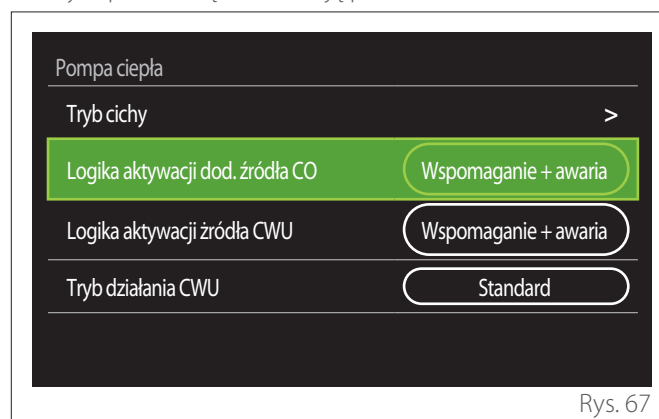 Pompa ciepła
Tryb cichy >
Logika aktywacji dod. źródła CO Wspomaganie + awaria
Logika aktywacji żródła CWU Wspomaganie + awaria
Tryb działania CWU Standard
Rys. 67